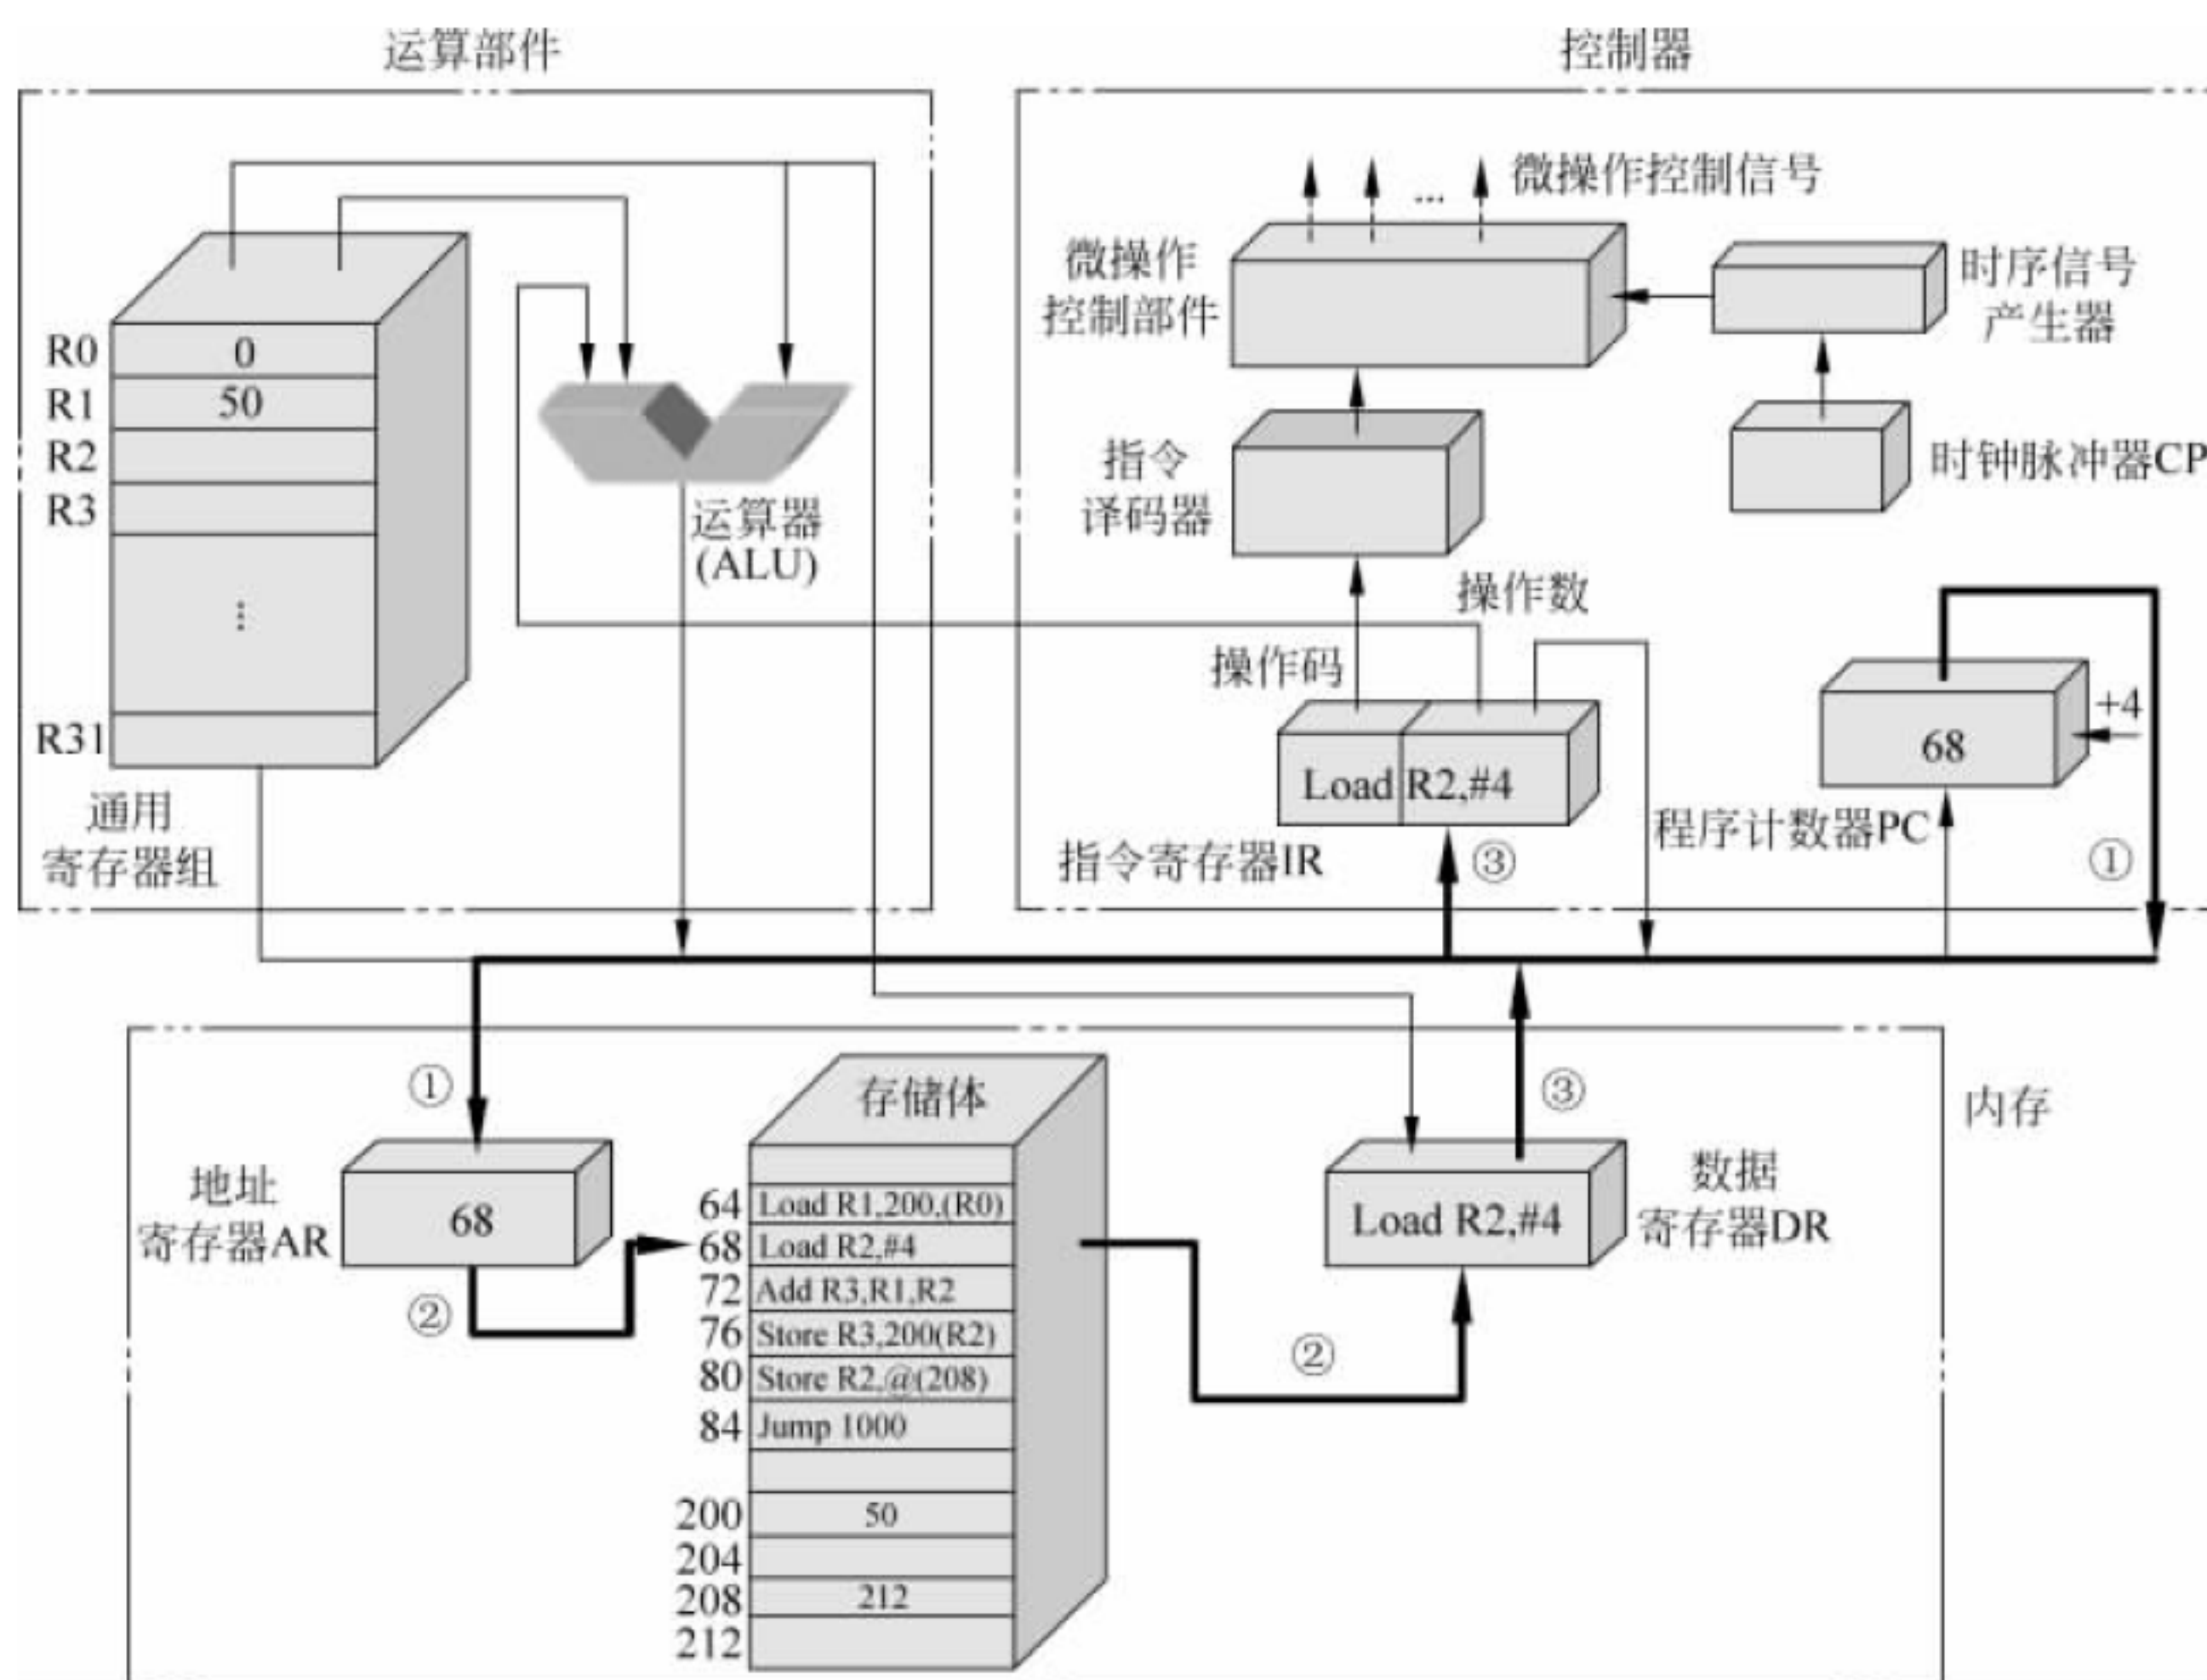 运算部件
控制器
微操作控制信号
...
微操作
控制部件
时序信号
产生器
R0 0
R1 50
R2
R3
⋮
R31
通用
寄存器组
运算器
(ALU)
指令
译码器
时钟脉冲器CP
操作数
操作码
Load R2,#4
指令寄存器IR
③
68
+4
程序计数器PC
①
①
地址
寄存器AR
68
②
存储体
64 Load R1,200,(R0)
68 Load R2,#4
72 Add R3,R1,R2
76 Store R3,200(R2)
80 Store R2,@(208)
84 Jump 1000
200 50
204
208 212
212
②
③
Load R2,#4
数据
寄存器DR
内存